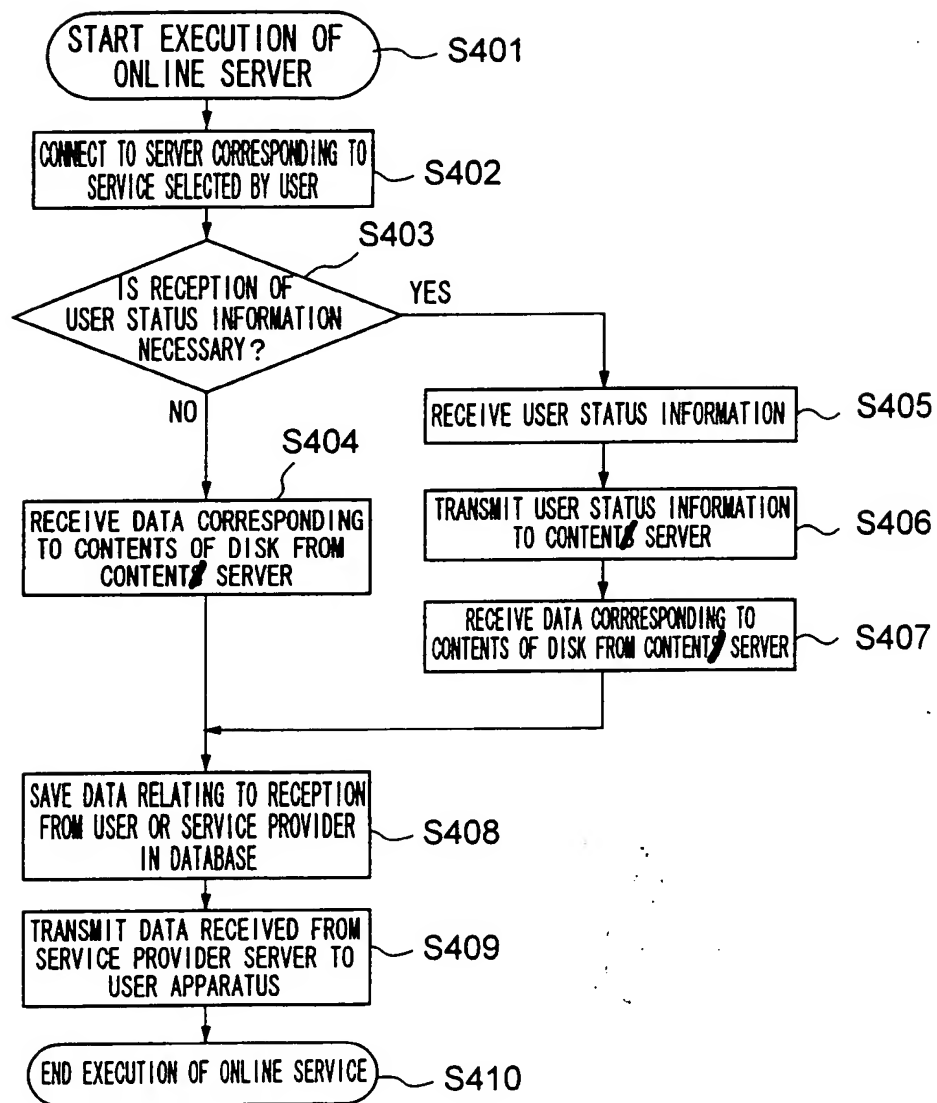 START EXECUTION OF
ONLINE SERVER
S401
CONNECT TO SERVER CORRESPONDING TO
SERVICE SELECTED BY USER
S402
S403
IS RECEPTION OF
USER STATUS INFORMATION
NECESSARY?
YES
NO
S404
RECEIVE DATA CORRESPONDING
TO CONTENTS OF DISK FROM
CONTENTS SERVER
RECEIVE USER STATUS INFORMATION
S405
TRANSMIT USER STATUS INFORMATION
TO CONTENTS SERVER
S406
RECEIVE DATA CORRRESPONDING TO
CONTENTS OF DISK FROM CONTENTS SERVER
S407
SAVE DATA RELATING TO RECEPTION
FROM USER OR SERVICE PROVIDER
IN DATABASE
S408
TRANSMIT DATA RECEIVED FROM
SERVICE PROVIDER SERVER TO
USER APPARATUS
S409
END EXECUTION OF ONLINE SERVICE
S410